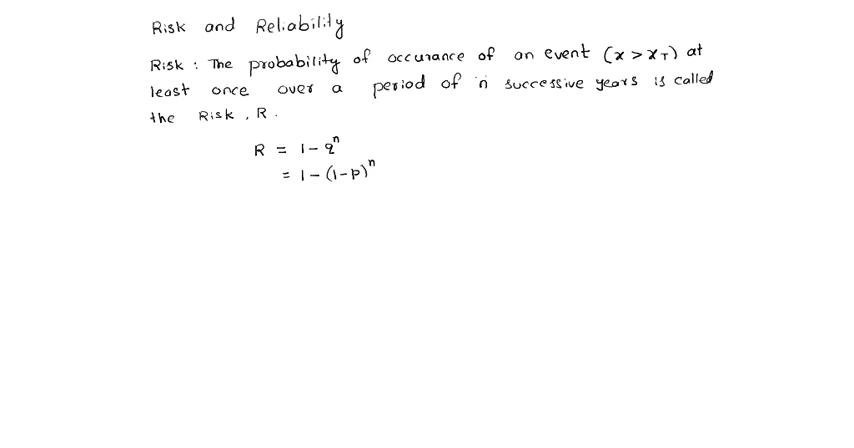 Risk and Reliability
Risk : The probability of occurance of an event (x > x_T) at
least once over a period of 'n' successive years is called
the Risk, R.
R = 1 - q^n
= 1 - (1-p)^n